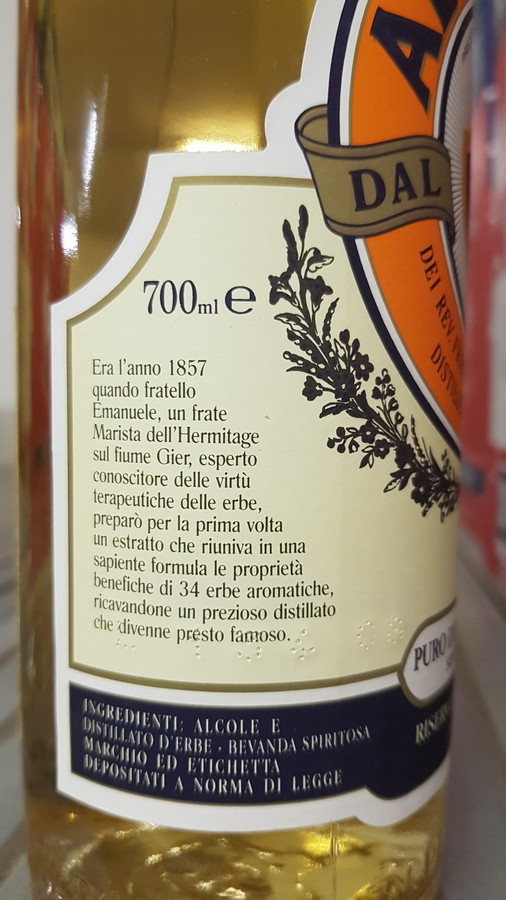 DAL
DEI REV.
700ml ℮
Era l'anno 1857
quando fratello
Emanuele, un frate
Marista dell'Hermitage
sul fiume Gier, esperto
conoscitore delle virtù
terapeutiche delle erbe,
preparò per la prima volta
un estratto che riuniva in una
sapiente formula le proprietà
benefiche di 34 erbe aromatiche,
ricavandone un prezioso distillato
che divenne presto famoso.
PURO
INGREDIENTI: ALCOLE E
DISTILLATO D'ERBE - BEVANDA SPIRITOSA
MARCHIO ED ETICHETTA
DEPOSITATI A NORMA DI LEGGE